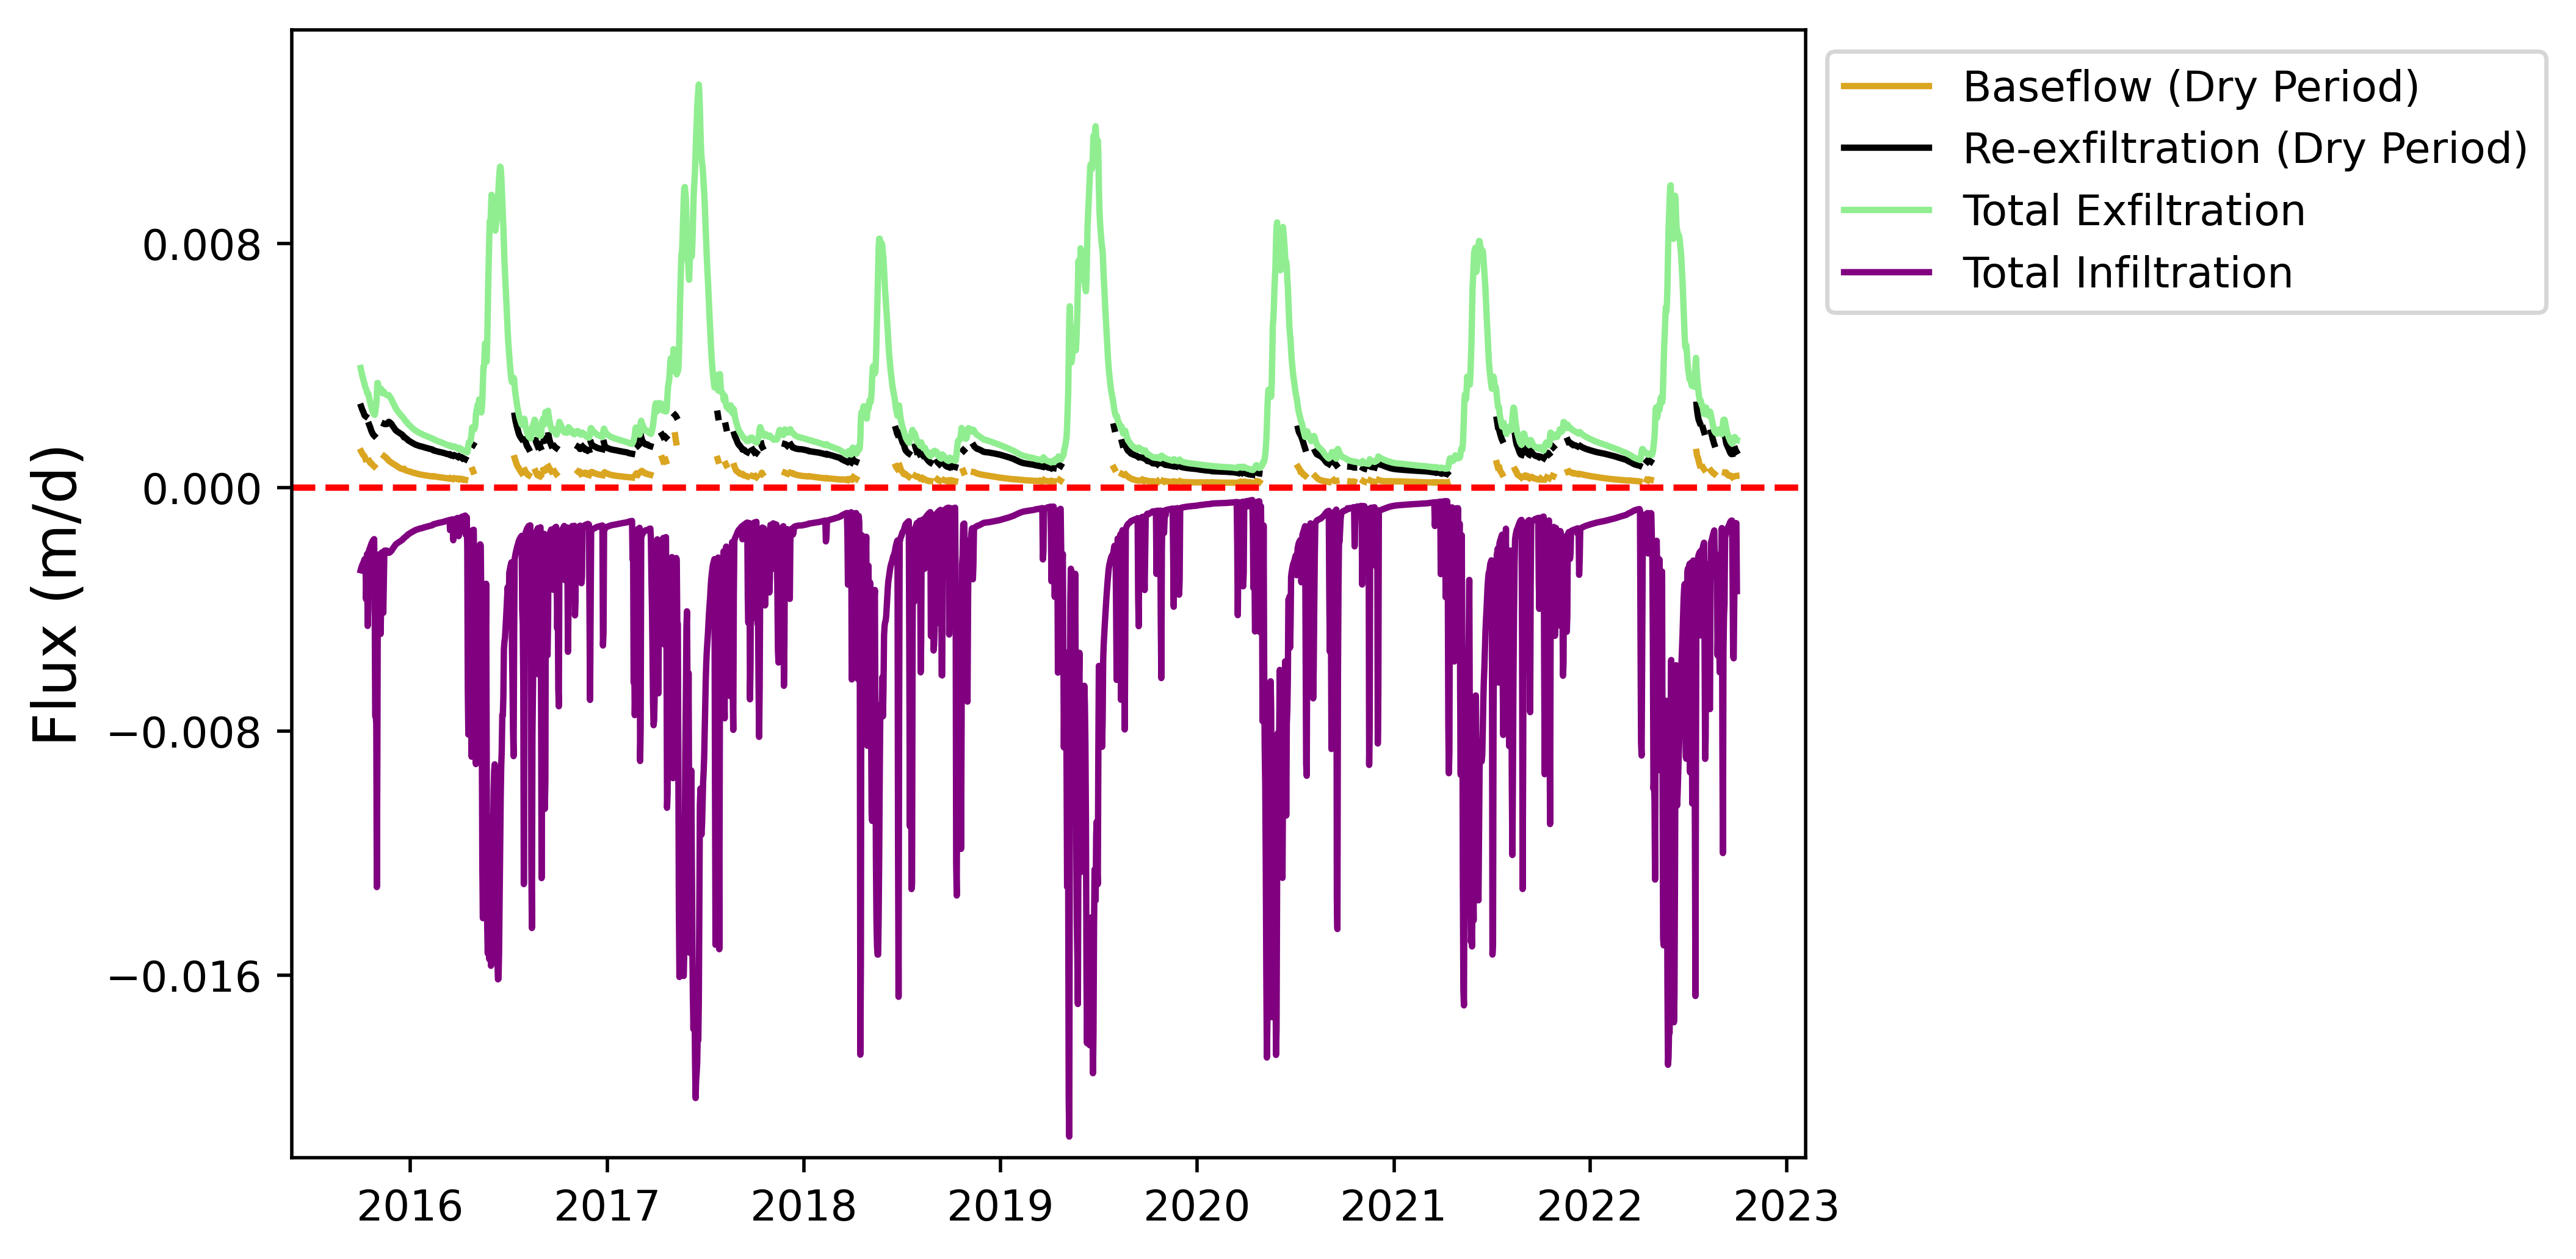 Baseflow (Dry Period)
Re-exfiltration (Dry Period)
Total Exfiltration
Total Infiltration
Flux (m/d)
0.008
0.000
−0.008
−0.016
2016 2017 2018 2019 2020 2021 2022 2023